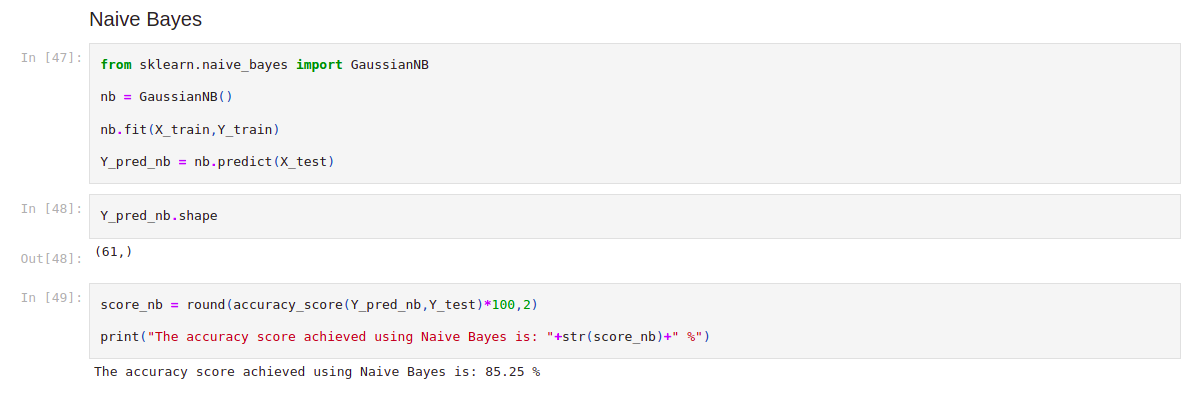 Naive Bayes
In [47]:
from sklearn.naive_bayes import GaussianNB
nb = GaussianNB()
nb.fit(X_train,Y_train)
Y_pred_nb = nb.predict(X_test)
In [48]:
Y_pred_nb.shape
Out[48]:
(61,)
In [49]:
score_nb = round(accuracy_score(Y_pred_nb,Y_test)*100,2)
print("The accuracy score achieved using Naive Bayes is: "+str(score_nb)+" %")
The accuracy score achieved using Naive Bayes is: 85.25 %